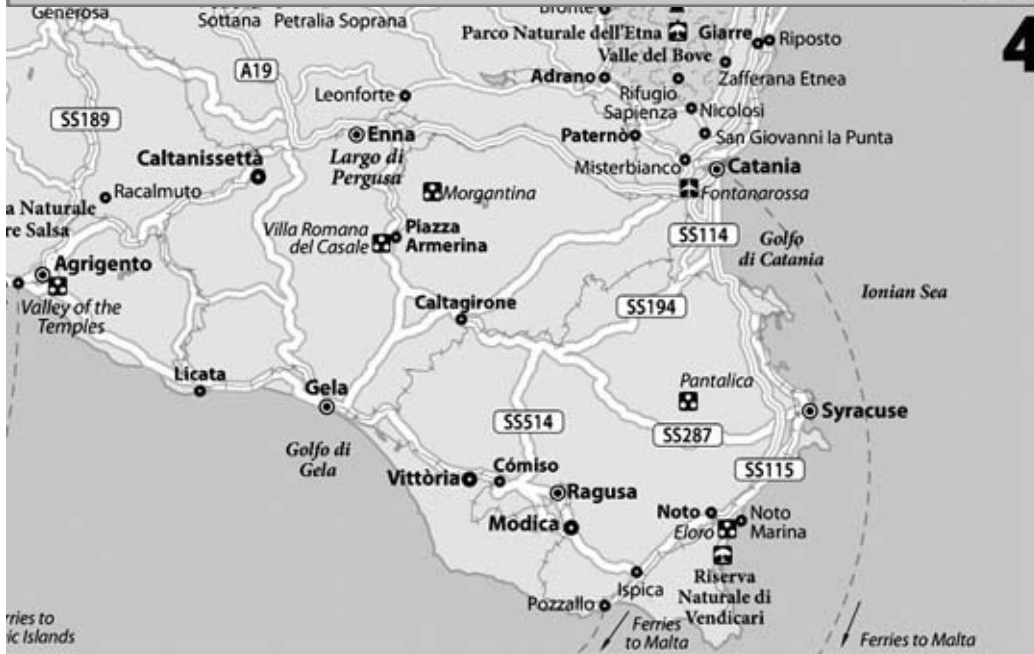 Generosa
Sottana
Petralia Soprana
Bronte
Parco Naturale dell'Etna
Giarre
Riposto
Valle del Bove
4
A19
Adrano
Zafferana Etnea
Leonforte
Rifugio
Sapienza
Nicolosi
SS189
Enna
Paternò
San Giovanni la Punta
Caltanissettà
Largo di
Pergusa
Misterbianco
Catania
Racalmuto
Morgantina
Fontanarossa
a Naturale
re Salsa
Villa Romana
del Casale
Piazza
Armerina
SS114
Golfo
di Catania
Agrigento
Valley of the
Temples
Caltagirone
SS194
Ionian Sea
Licata
Gela
Pantalica
Syracuse
SS514
SS287
Golfo di
Gela
Vittòria
Cómiso
SS115
Ragusa
Modica
Noto
Eloro
Noto
Marina
Ispica
Riserva
Naturale di
Vendicari
Pozzallo
Ferries
to Malta
Ferries to Malta
rries to
ic Islands